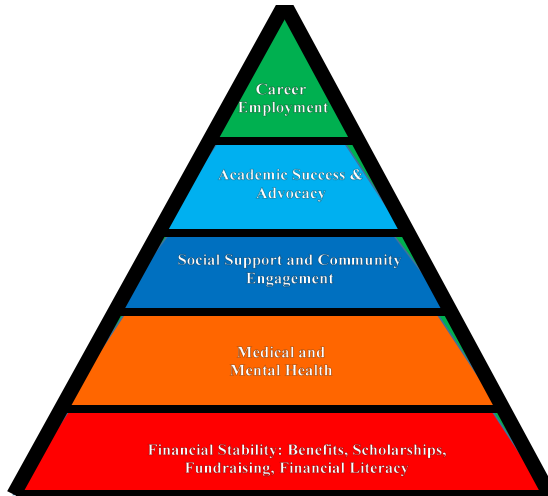 Career
Employment
Academic Success &
Advocacy
Social Support and Community
Engagement
Medical and
Mental Health
Financial Stability: Benefits, Scholarships,
Fundraising, Financial Literacy